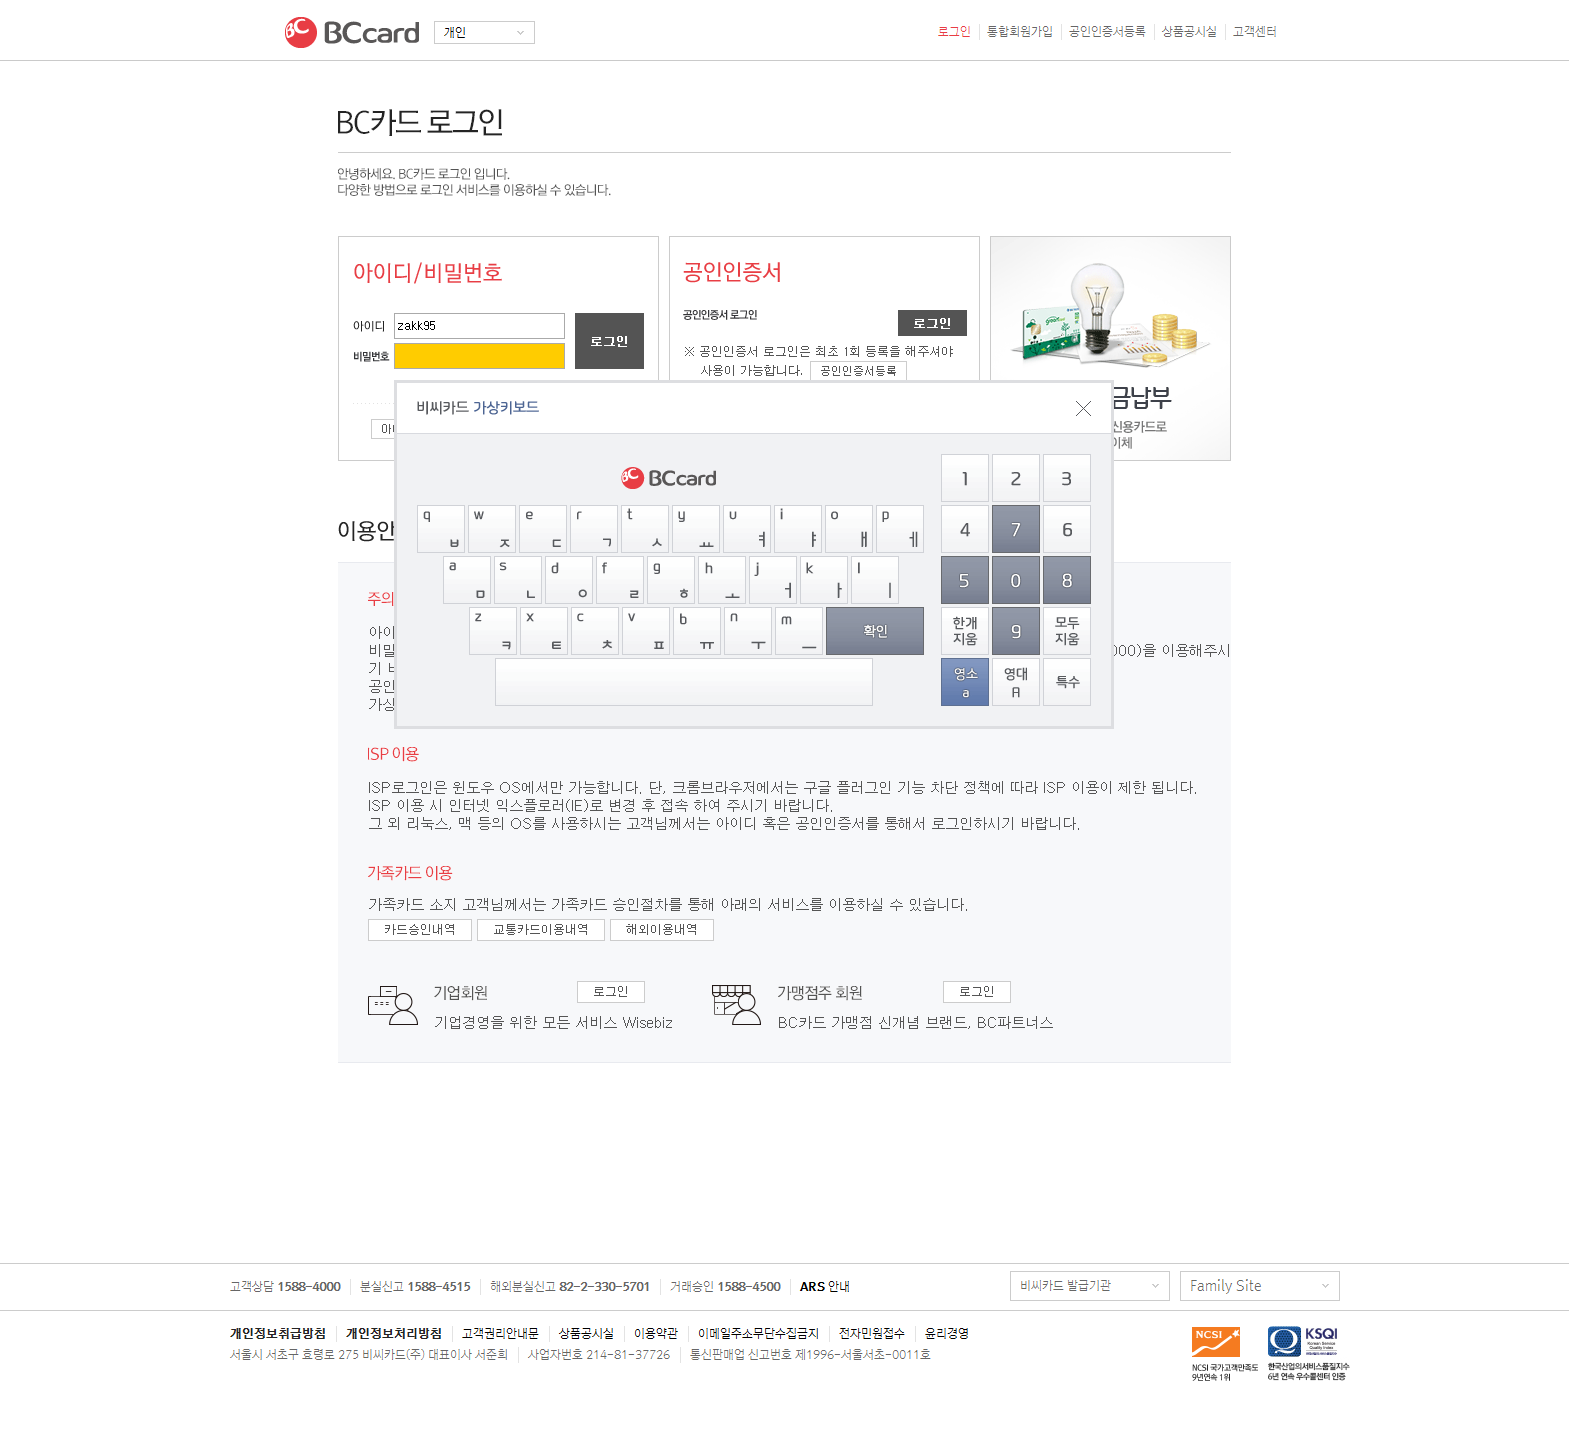 BCcard
개인
로그인
통합회원가입
공인인증서등록
상품공시실
고객센터
BC카드 로그인
안녕하세요. BC카드 로그인 입니다.
다양한 방법으로 로그인 서비스를 이용하실 수 있습니다.
아이디/비밀번호
아이디
zakk95
비밀번호
로그인
공인인증서
공인인증서 로그인
로그인
※ 공인인증서 로그인은 최초 1회 등록을 해주셔야
사용이 가능합니다.
공인인증서등록
금납부
신용카드로
이체
비씨카드 가상키보드
BCcard
1 2 3
q ㅂ w ㅈ e ㄷ r ㄱ t ㅅ y ㅛ u ㅕ i ㅑ o ㅐ p ㅔ
4 7 6
a ㅁ s ㄴ d ㅇ f ㄹ g ㅎ h ㅗ j ㅓ k ㅏ l ㅣ
5 0 8
z ㅋ x ㅌ c ㅊ v ㅍ b ㅠ n ㅜ m ㅡ 확인
한개 지움 9 모두 지움
영소 a 영대 A 특수
이용안
주의
아이
비밀
000)을 이용해주시
기 ㅂ
공인
가상
ISP 이용
ISP로그인은 윈도우 OS에서만 가능합니다. 단, 크롬브라우저에서는 구글 플러그인 기능 차단 정책에 따라 ISP 이용이 제한 됩니다.
ISP 이용 시 인터넷 익스플로러(IE)로 변경 후 접속 하여 주시기 바랍니다.
그 외 리눅스, 맥 등의 OS를 사용하시는 고객님께서는 아이디 혹은 공인인증서를 통해서 로그인하시기 바랍니다.
가족카드 이용
가족카드 소지 고객님께서는 가족카드 승인절차를 통해 아래의 서비스를 이용하실 수 있습니다.
카드승인내역
교통카드이용내역
해외이용내역
기업회원
로그인
기업경영을 위한 모든 서비스 Wisebiz
가맹점주 회원
로그인
BC카드 가맹점 신개념 브랜드, BC파트너스
고객상담 1588-4000
분실신고 1588-4515
해외분실신고 82-2-330-5701
거래승인 1588-4500
ARS 안내
비씨카드 발급기관
Family Site
개인정보취급방침
개인정보처리방침
고객권리안내문
상품공시실
이용약관
이메일주소무단수집금지
전자민원접수
윤리경영
서울시 서초구 효령로 275 비씨카드(주) 대표이사 서준희
사업자번호 214-81-37726
통신판매업 신고번호 제1996-서울서초-0011호
NCSI
NCSI 국가고객만족도
9년연속 1위
KSQI
Korean Service
Quality Index
한국산업의서비스품질지수
6년 연속 우수콜센터 인증